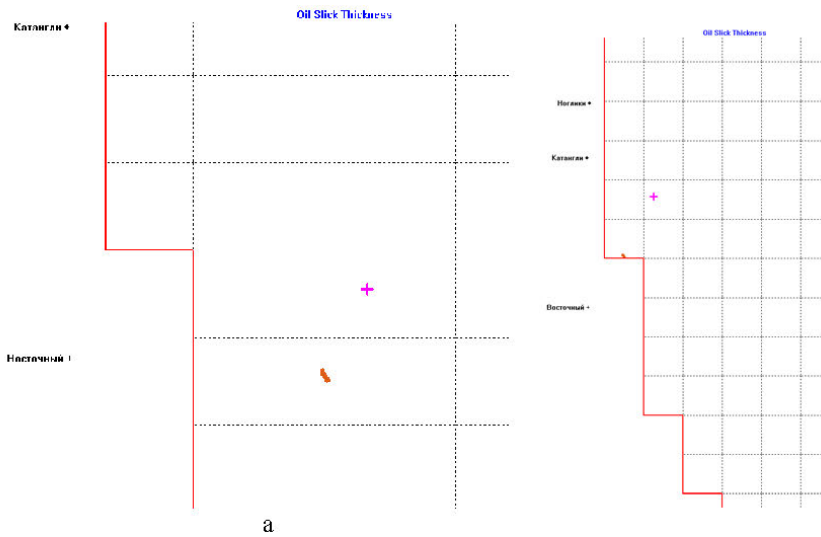 Oil Slick Thickness
Катангли
Восточный
а
Oil Slick Thickness
Ноглики
Катангли
Восточный